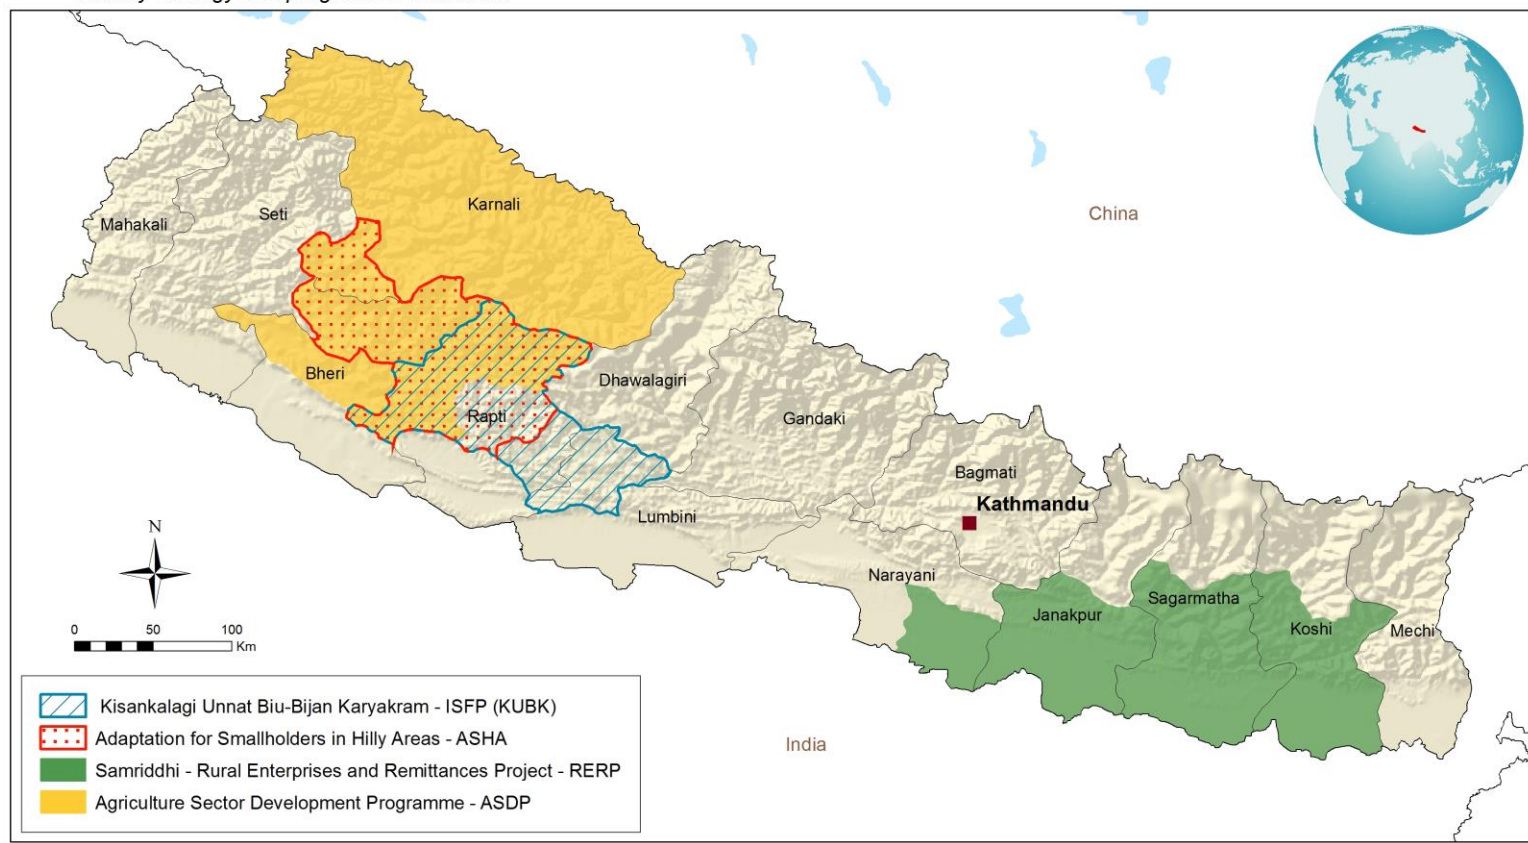 China
Karnali
Seti
Mahakali
Bheri
Dhawalagiri
Rapti
Gandaki
Bagmati
Kathmandu
Lumbini
Narayani
Sagarmatha
Janakpur
Koshi
Mechi
India
N
0 50 100
Km
Kisankalagi Unnat Biu-Bijan Karyakram - ISFP (KUBK)
Adaptation for Smallholders in Hilly Areas - ASHA
Samriddhi - Rural Enterprises and Remittances Project - RERP
Agriculture Sector Development Programme - ASDP